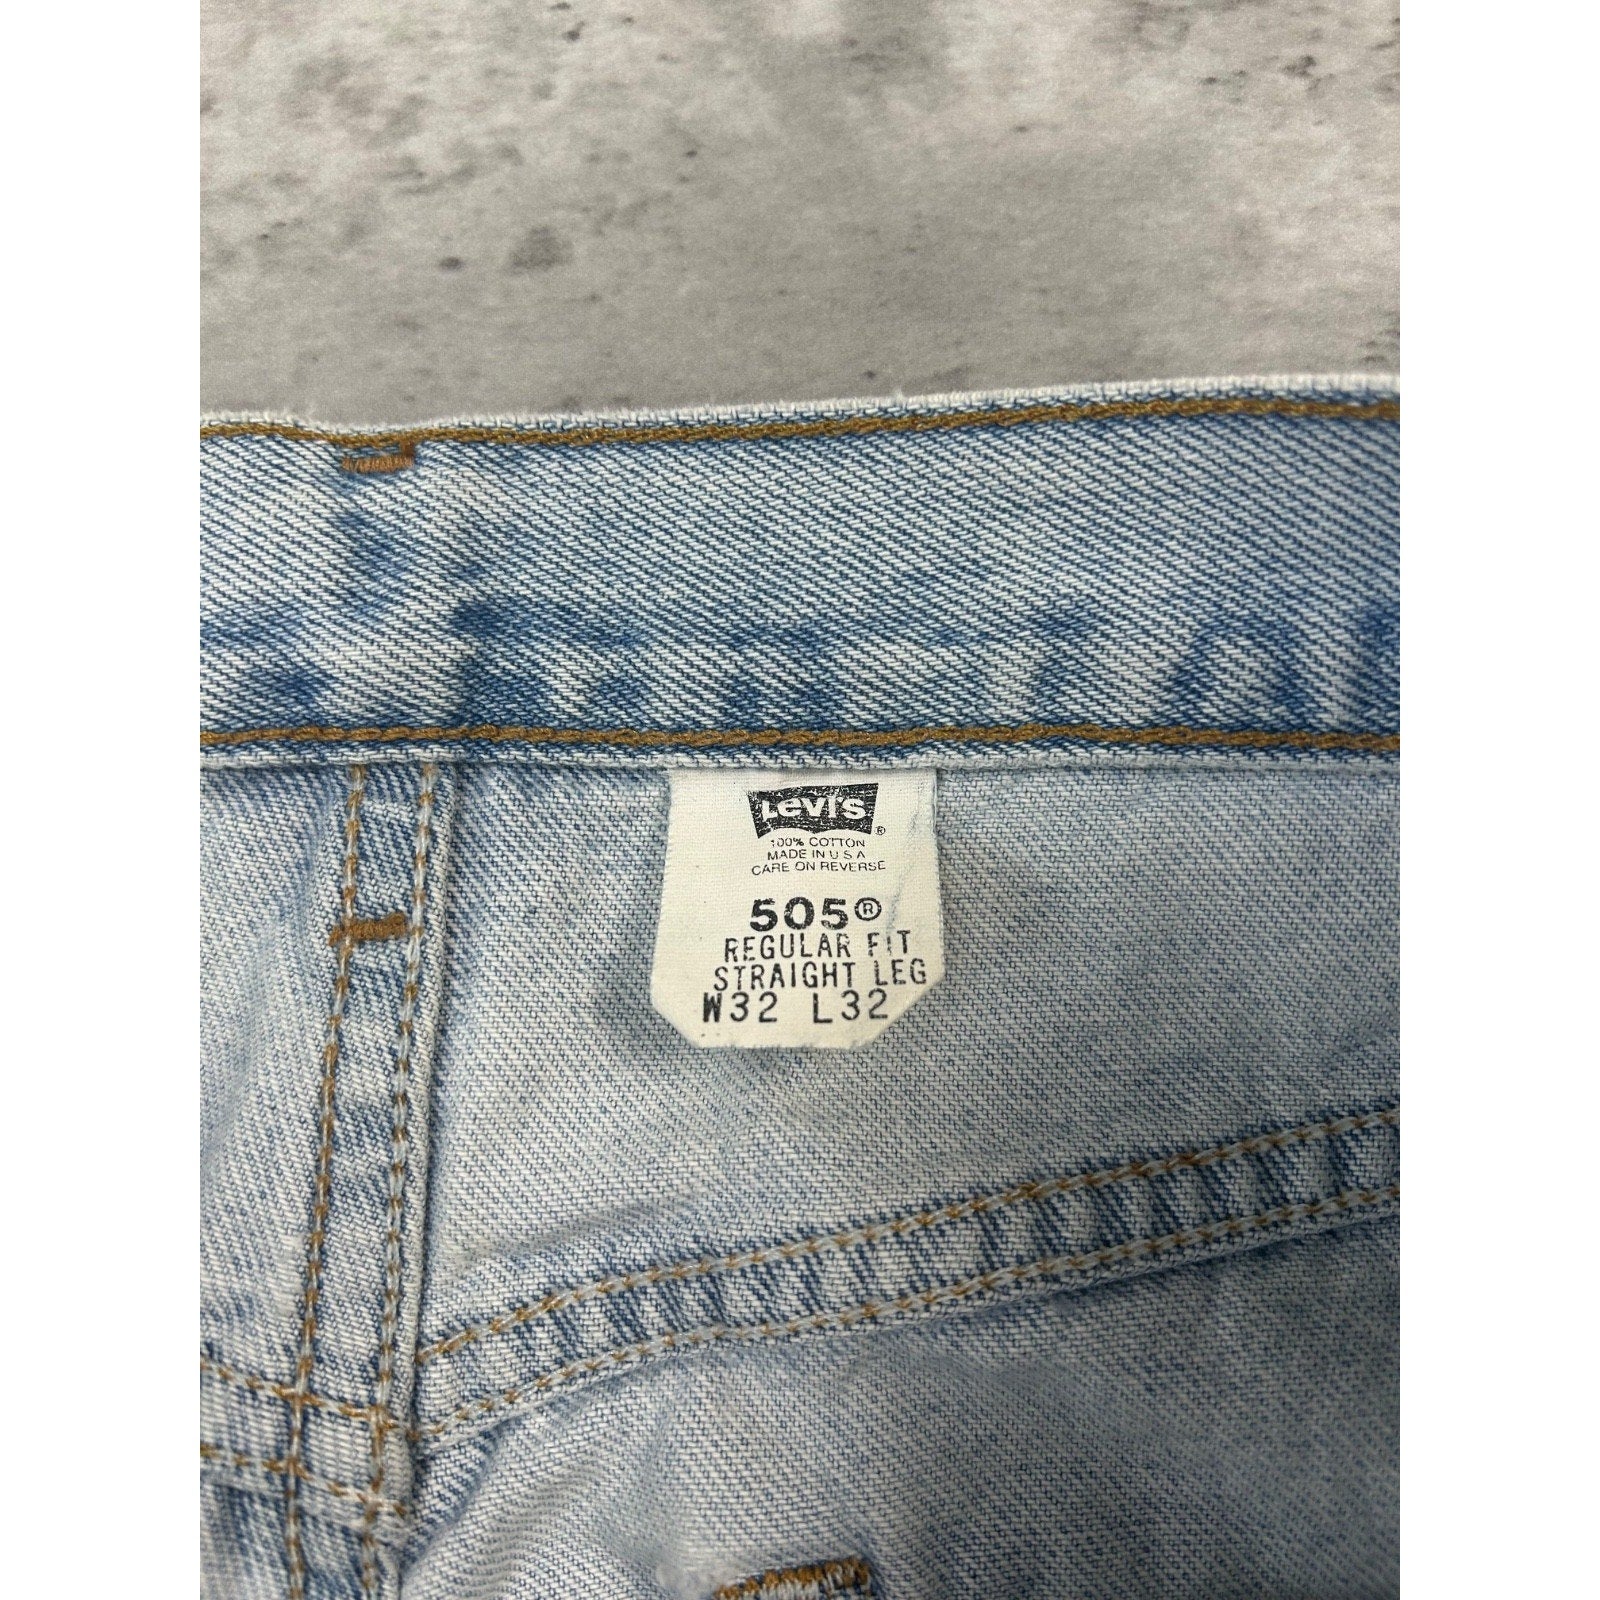 Levi's ®
100% COTTON
MADE IN U S A
CARE ON REVERSE
505®
REGULAR FIT
STRAIGHT LEG
W32 L32